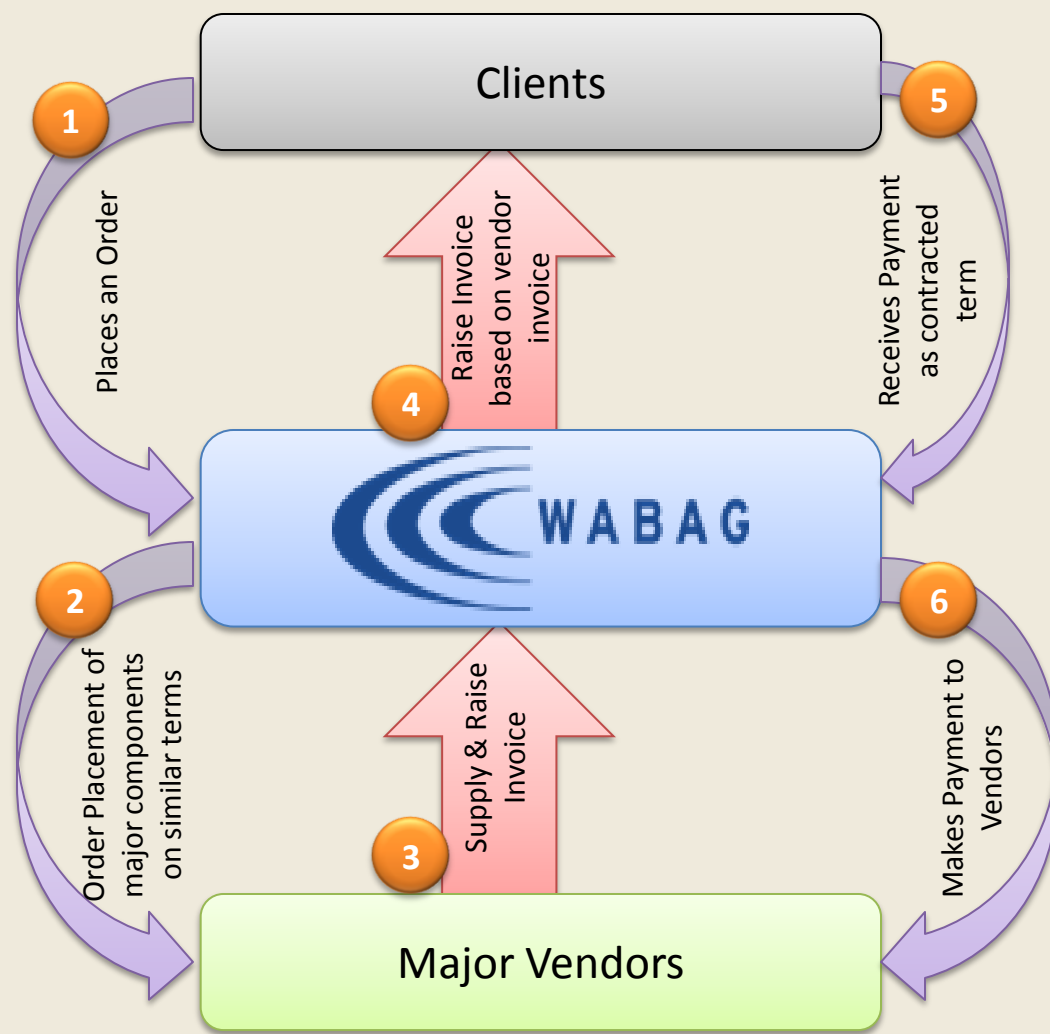 Clients
1
Places an Order
5
Receives Payment
as contracted
term
Raise Invoice
based on vendor
invoice
4
WABAG
2
Order Placement of
major components
on similar terms
6
Makes Payment to
Vendors
Supply & Raise
Invoice
3
Major Vendors